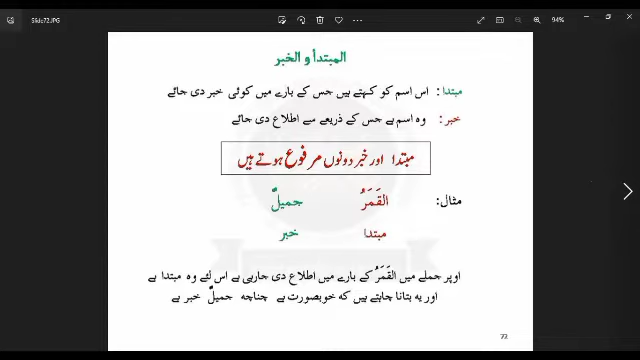 Slide72.JPG
94%
المبتدأ و الخبر
مبتدا : اس اسم کو کہتے ہیں جس کے بارے میں کوئی خبر دی جائے
خبر: وہ اسم ہے جس کے ذریعے سے اطلاع دی جائے
مبتدا اور خبر دونوں مرفوع ہوتے ہیں
مثال: القَمَرُ جمیلٌ
مبتدا خبر
اوپر جملے میں القَمَرُ کے بارے میں اطلاع دی جارہی ہے اس لئے وہ مبتدا ہے
اور یہ بتانا چاہتے ہیں کہ خوبصورت ہے چناچہ جمیلٌ خبر ہے
72